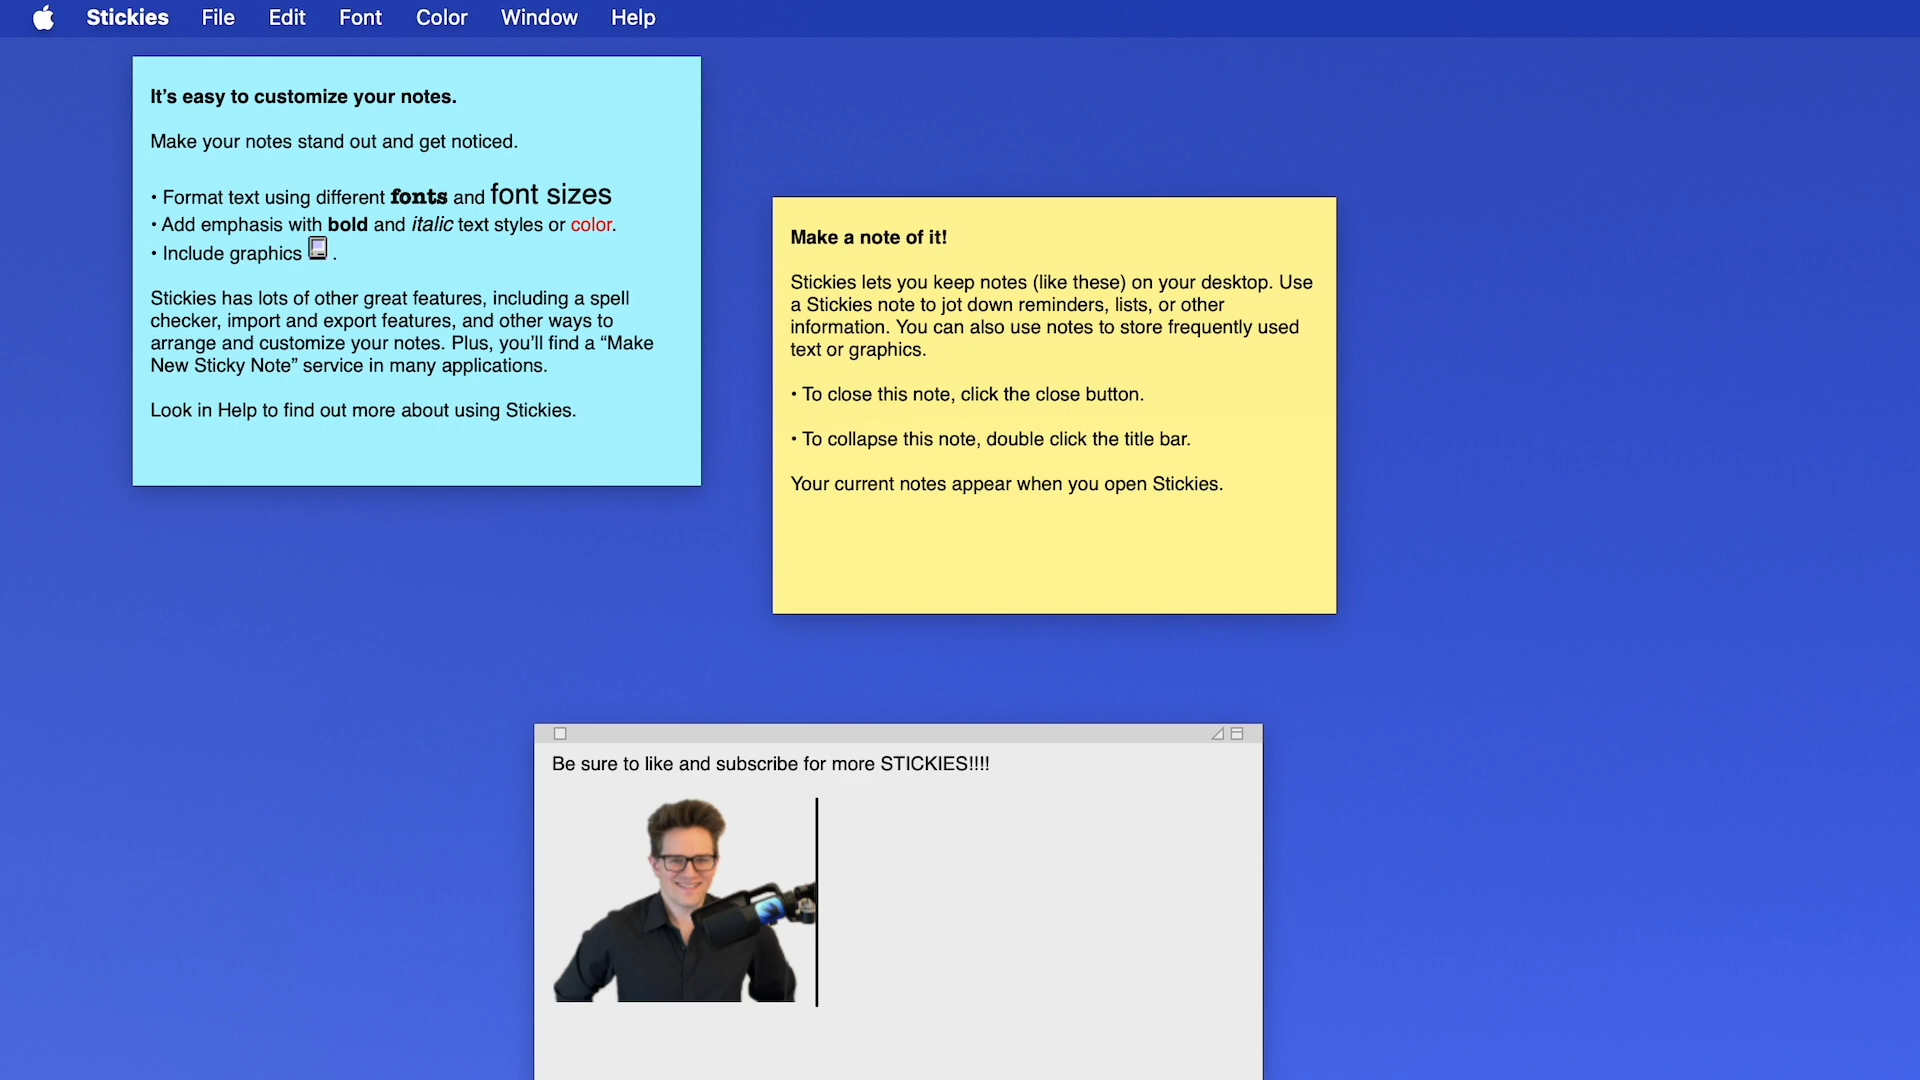 Stickies File Edit Font Color Window Help
It’s easy to customize your notes.
Make your notes stand out and get noticed.
• Format text using different fonts and font sizes
• Add emphasis with bold and italic text styles or color.
• Include graphics .
Stickies has lots of other great features, including a spell
checker, import and export features, and other ways to
arrange and customize your notes. Plus, you’ll find a “Make
New Sticky Note” service in many applications.
Look in Help to find out more about using Stickies.
Make a note of it!
Stickies lets you keep notes (like these) on your desktop. Use
a Stickies note to jot down reminders, lists, or other
information. You can also use notes to store frequently used
text or graphics.
• To close this note, click the close button.
• To collapse this note, double click the title bar.
Your current notes appear when you open Stickies.
Be sure to like and subscribe for more STICKIES!!!!